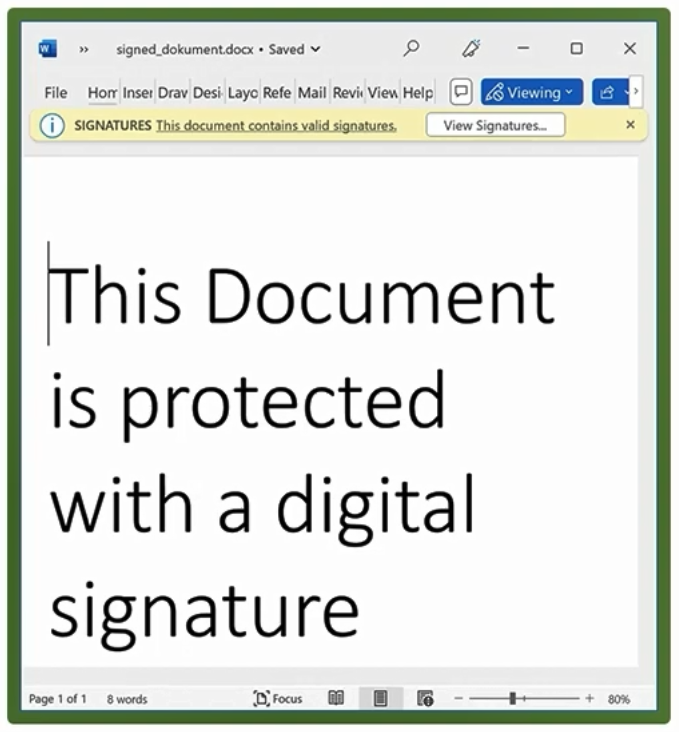 W » signed_dokument.docx • Saved
File Hom Inser Drav Desi Layo Refe Mail Revi View Help Viewing
SIGNATURES This document contains valid signatures. View Signatures...
This Document
is protected
with a digital
signature
Page 1 of 1 8 words Focus 80%